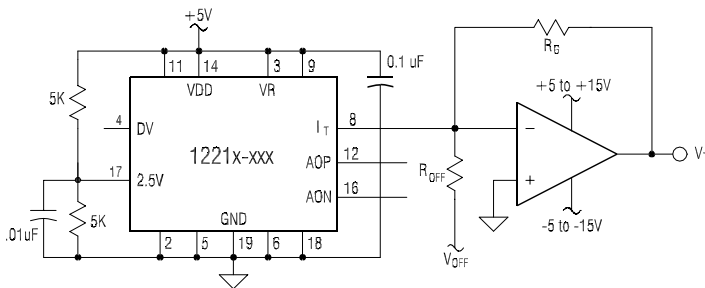 +5V
11
14
3
9
0.1 uF
VDD
VR
5K
4
DV
I T
8
R G
+5 to +15V
1221x-xxx
17
2.5V
AOP
12
R OFF
−
+
AON
16
.01uF
5K
GND
2
5
19
6
18
V OFF
-5 to -15V